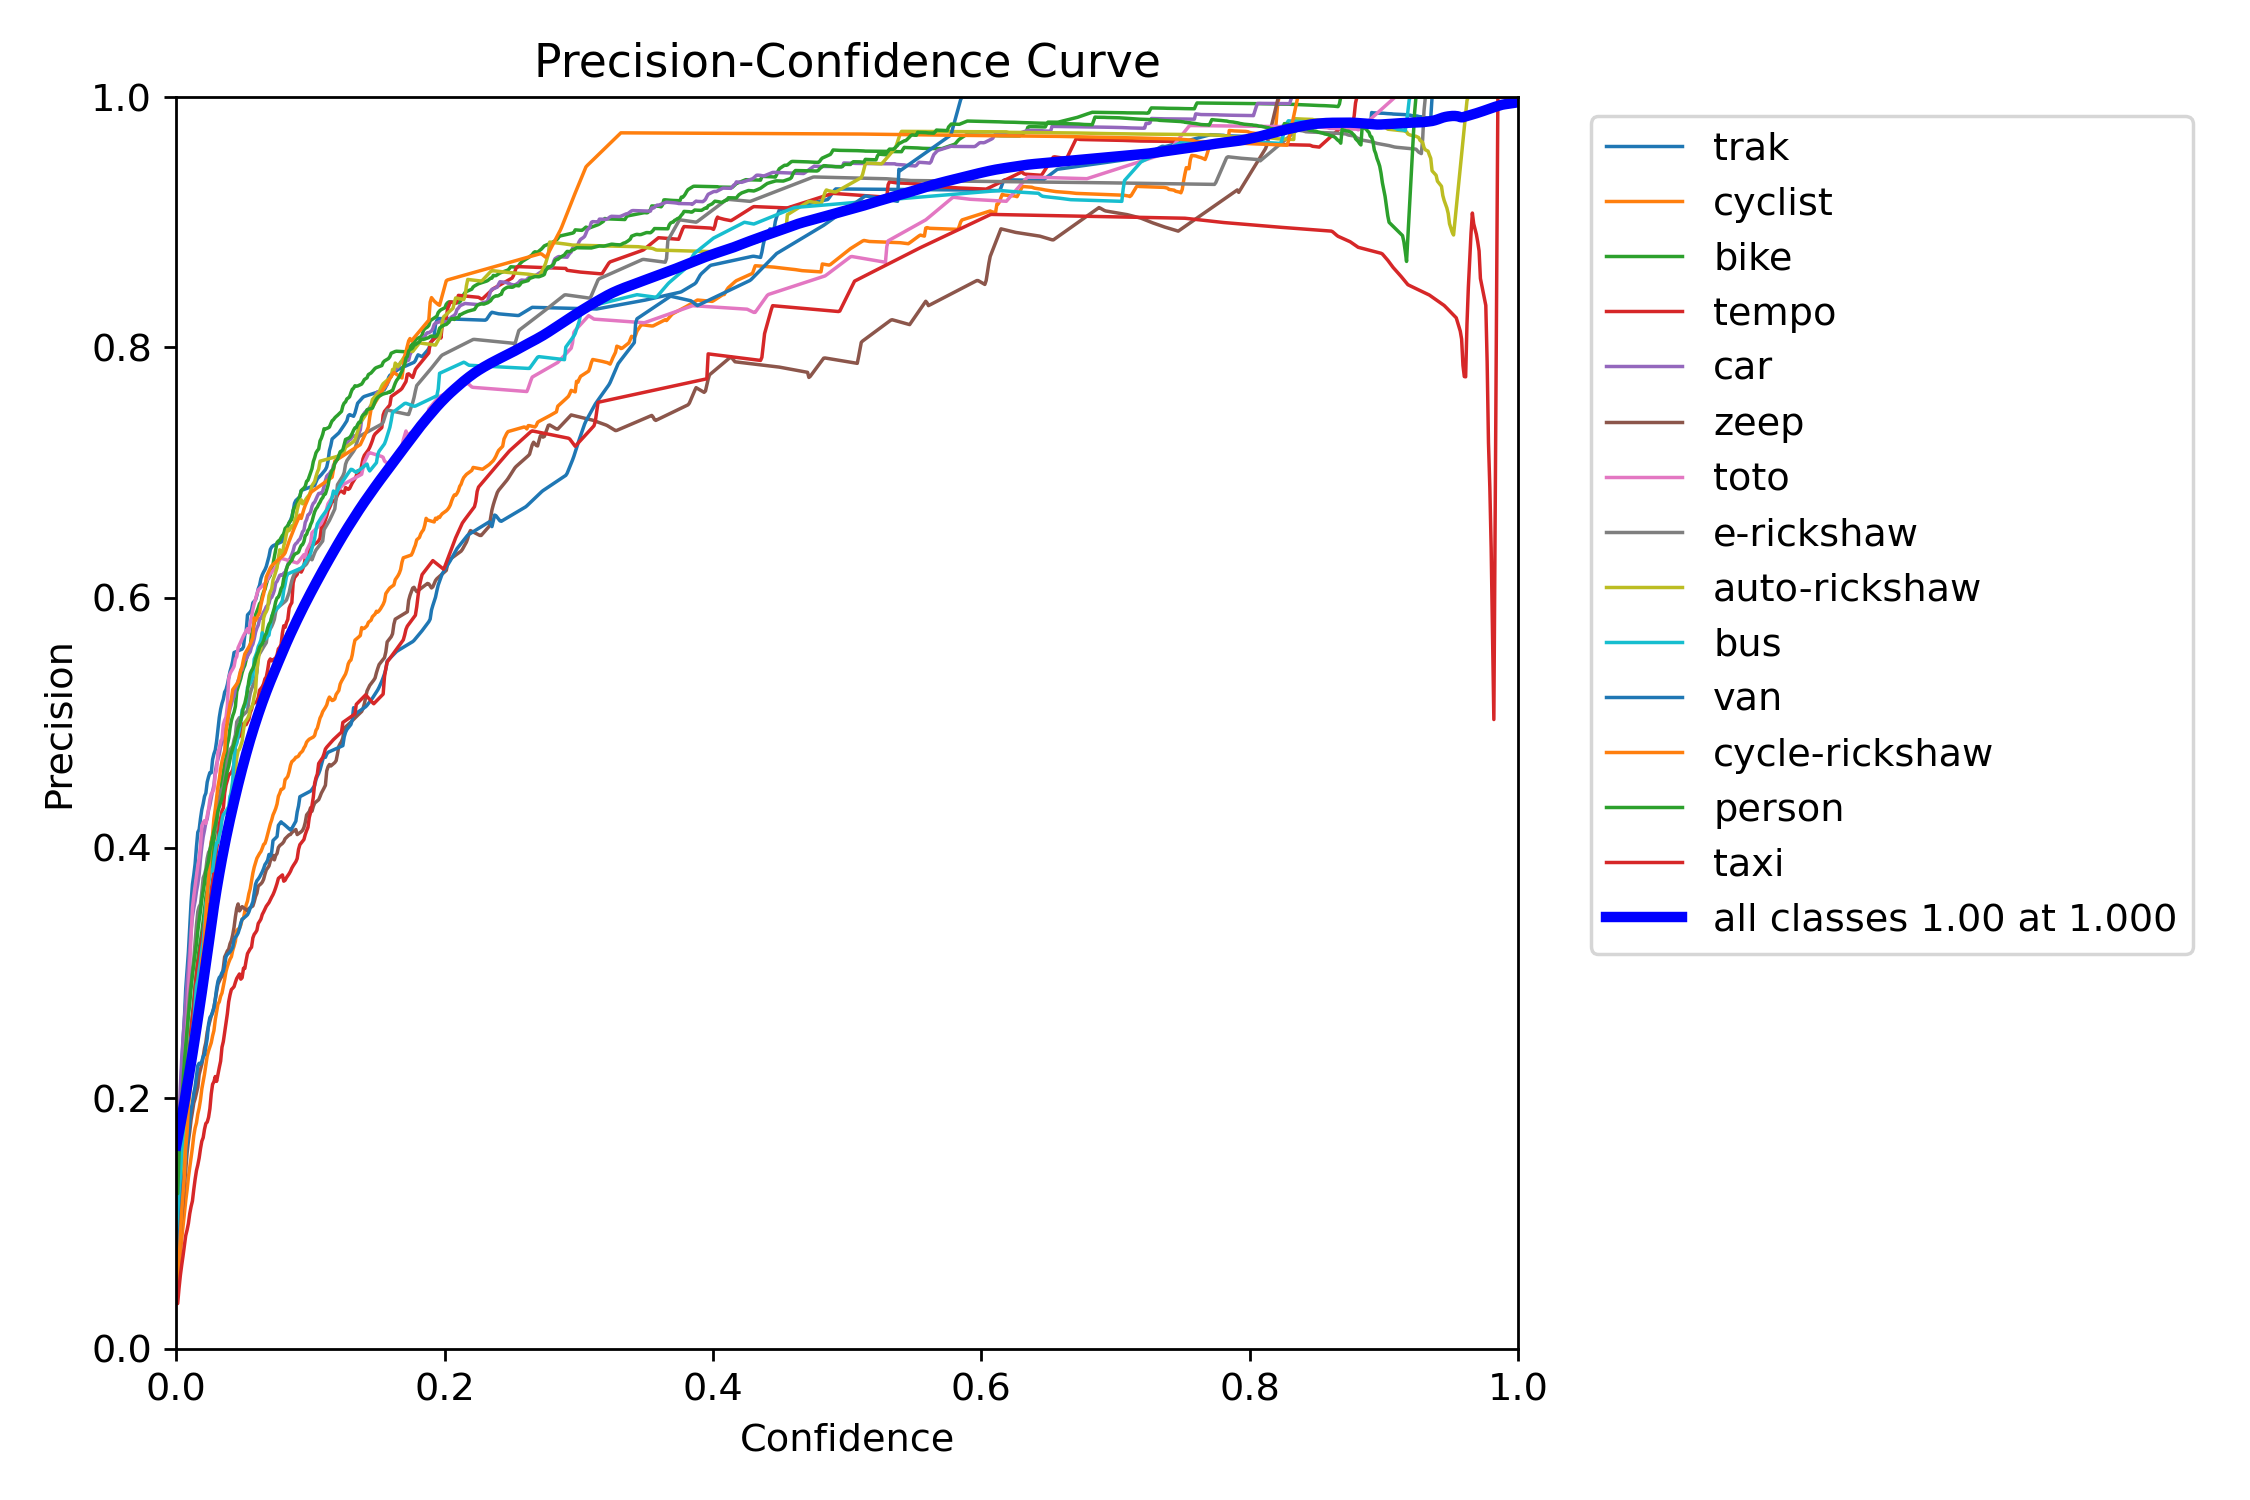 Precision-Confidence Curve
1.0
0.8
0.6
0.4
0.2
0.0
Precision
0.0 0.2 0.4 0.6 0.8 1.0
Confidence
trak
cyclist
bike
tempo
car
zeep
toto
e-rickshaw
auto-rickshaw
bus
van
cycle-rickshaw
person
taxi
all classes 1.00 at 1.000